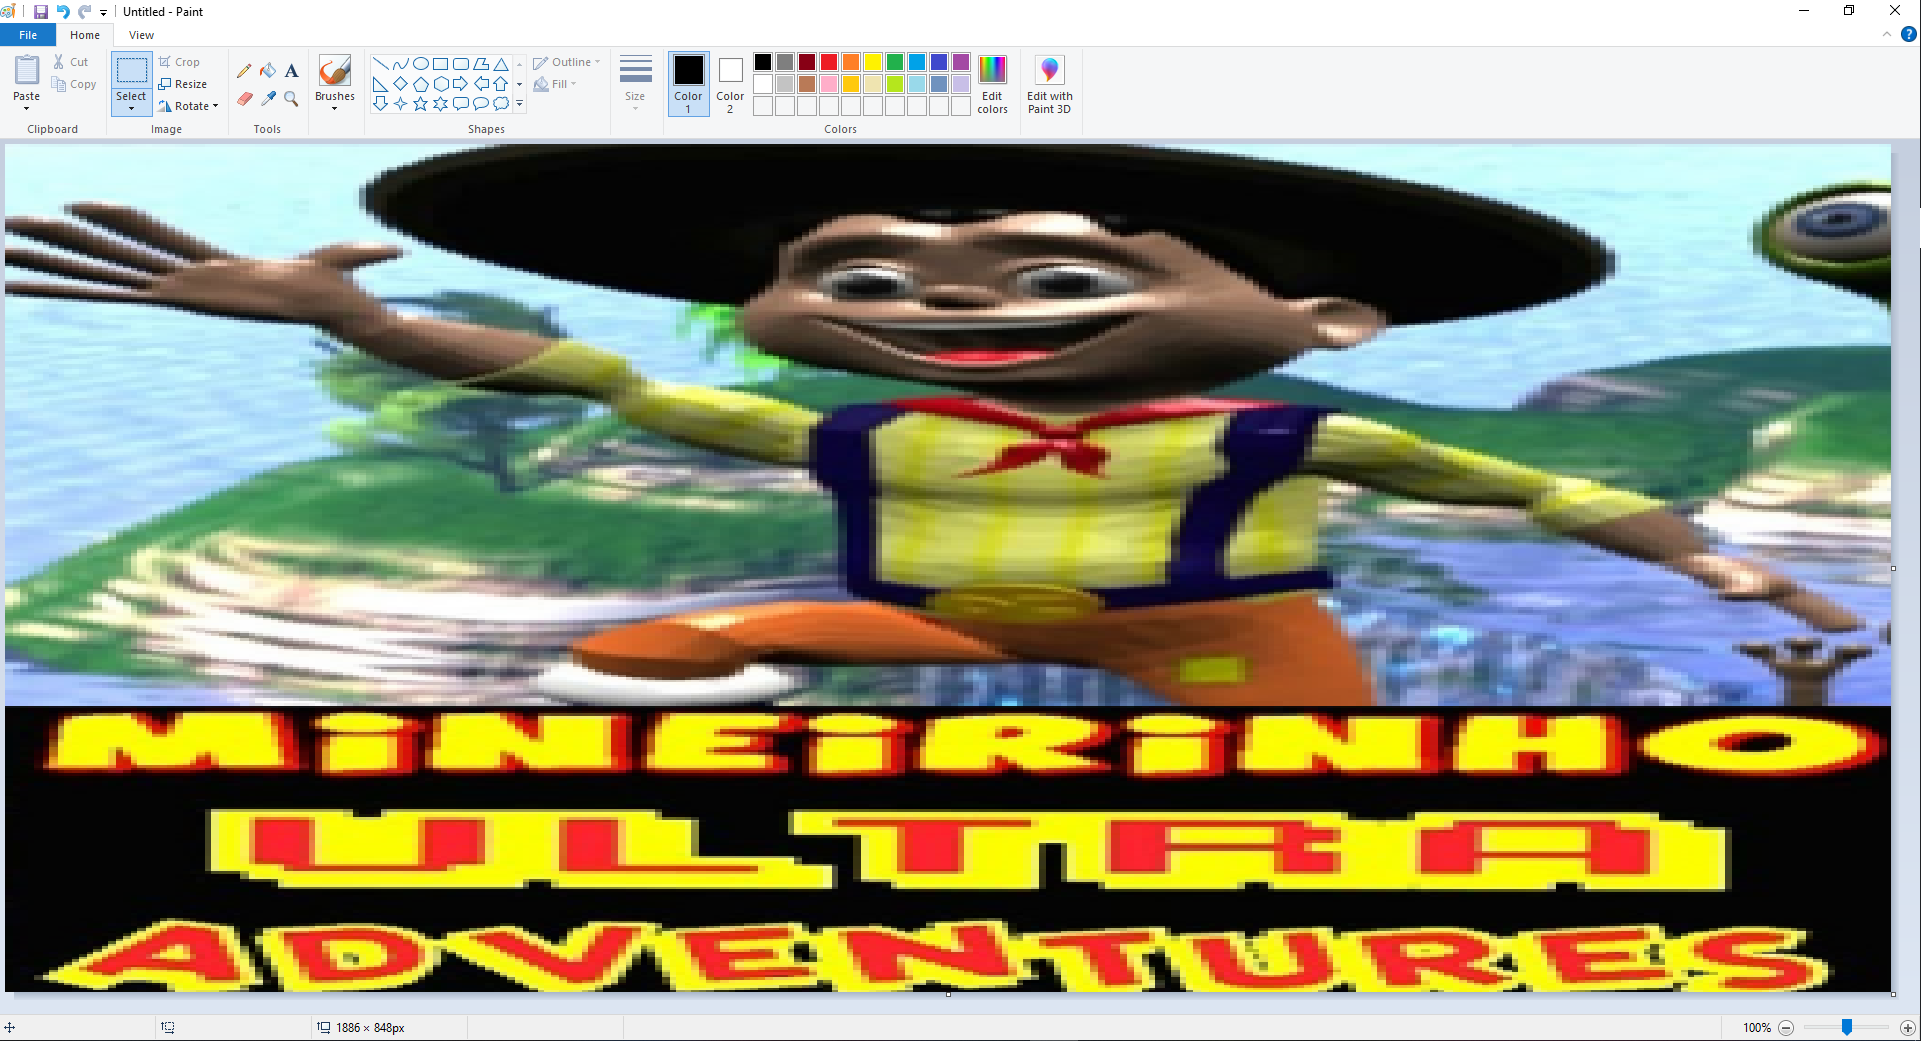 Untitled - Paint
File Home View
Paste
Cut
Copy
Clipboard
Select
Crop
Resize
Rotate
Image
A
Tools
Brushes
Outline
Fill
Shapes
Size
Color 1
Color 2
Edit colors
Colors
Edit with Paint 3D
MiNEiRiNHO
ULTRA
ADVENTURES
1886 × 848px
100%